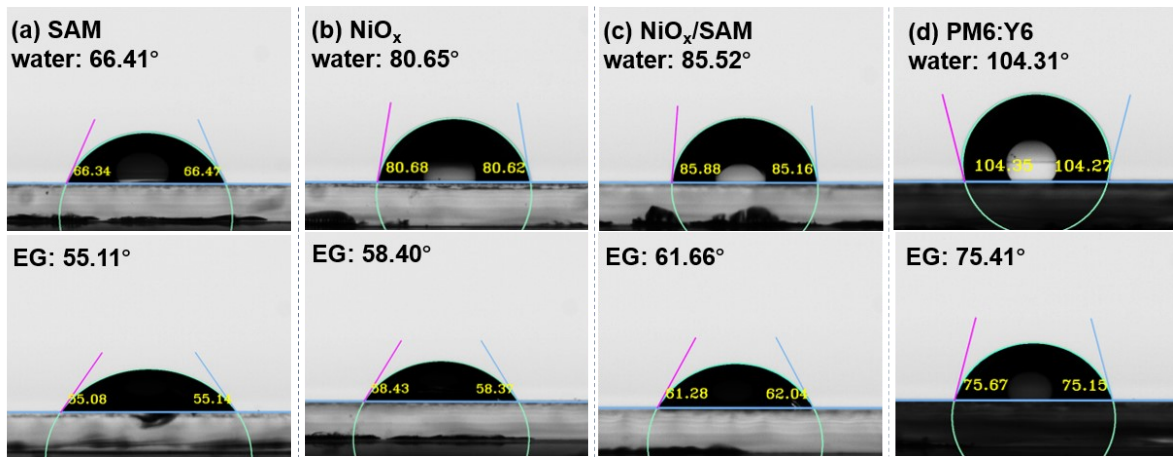 (a) SAM
water: 66.41°
66.34 66.47
(b) NiOx
water: 80.65°
80.68 80.62
(c) NiOx/SAM
water: 85.52°
85.88 85.16
(d) PM6:Y6
water: 104.31°
104.35 104.27
EG: 55.11°
55.08 55.14
EG: 58.40°
58.43 58.37
EG: 61.66°
61.28 62.04
EG: 75.41°
75.67 75.15